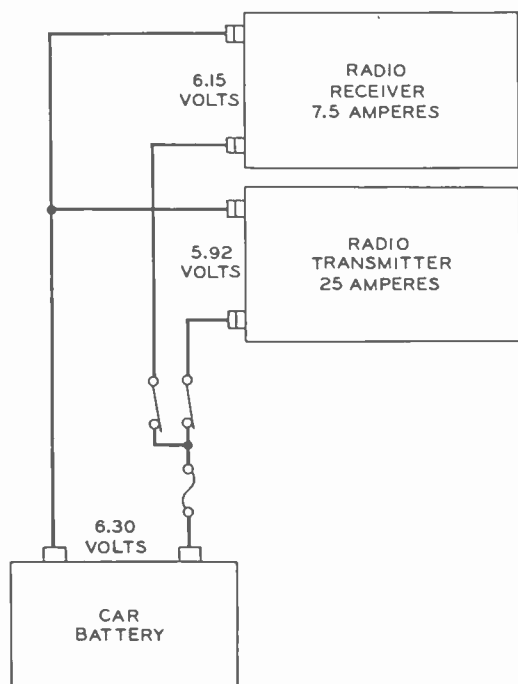 6.15
VOLTS
RADIO
RECEIVER
7.5 AMPERES
5.92
VOLTS
RADIO
TRANSMITTER
25 AMPERES
6.30
VOLTS
CAR
BATTERY